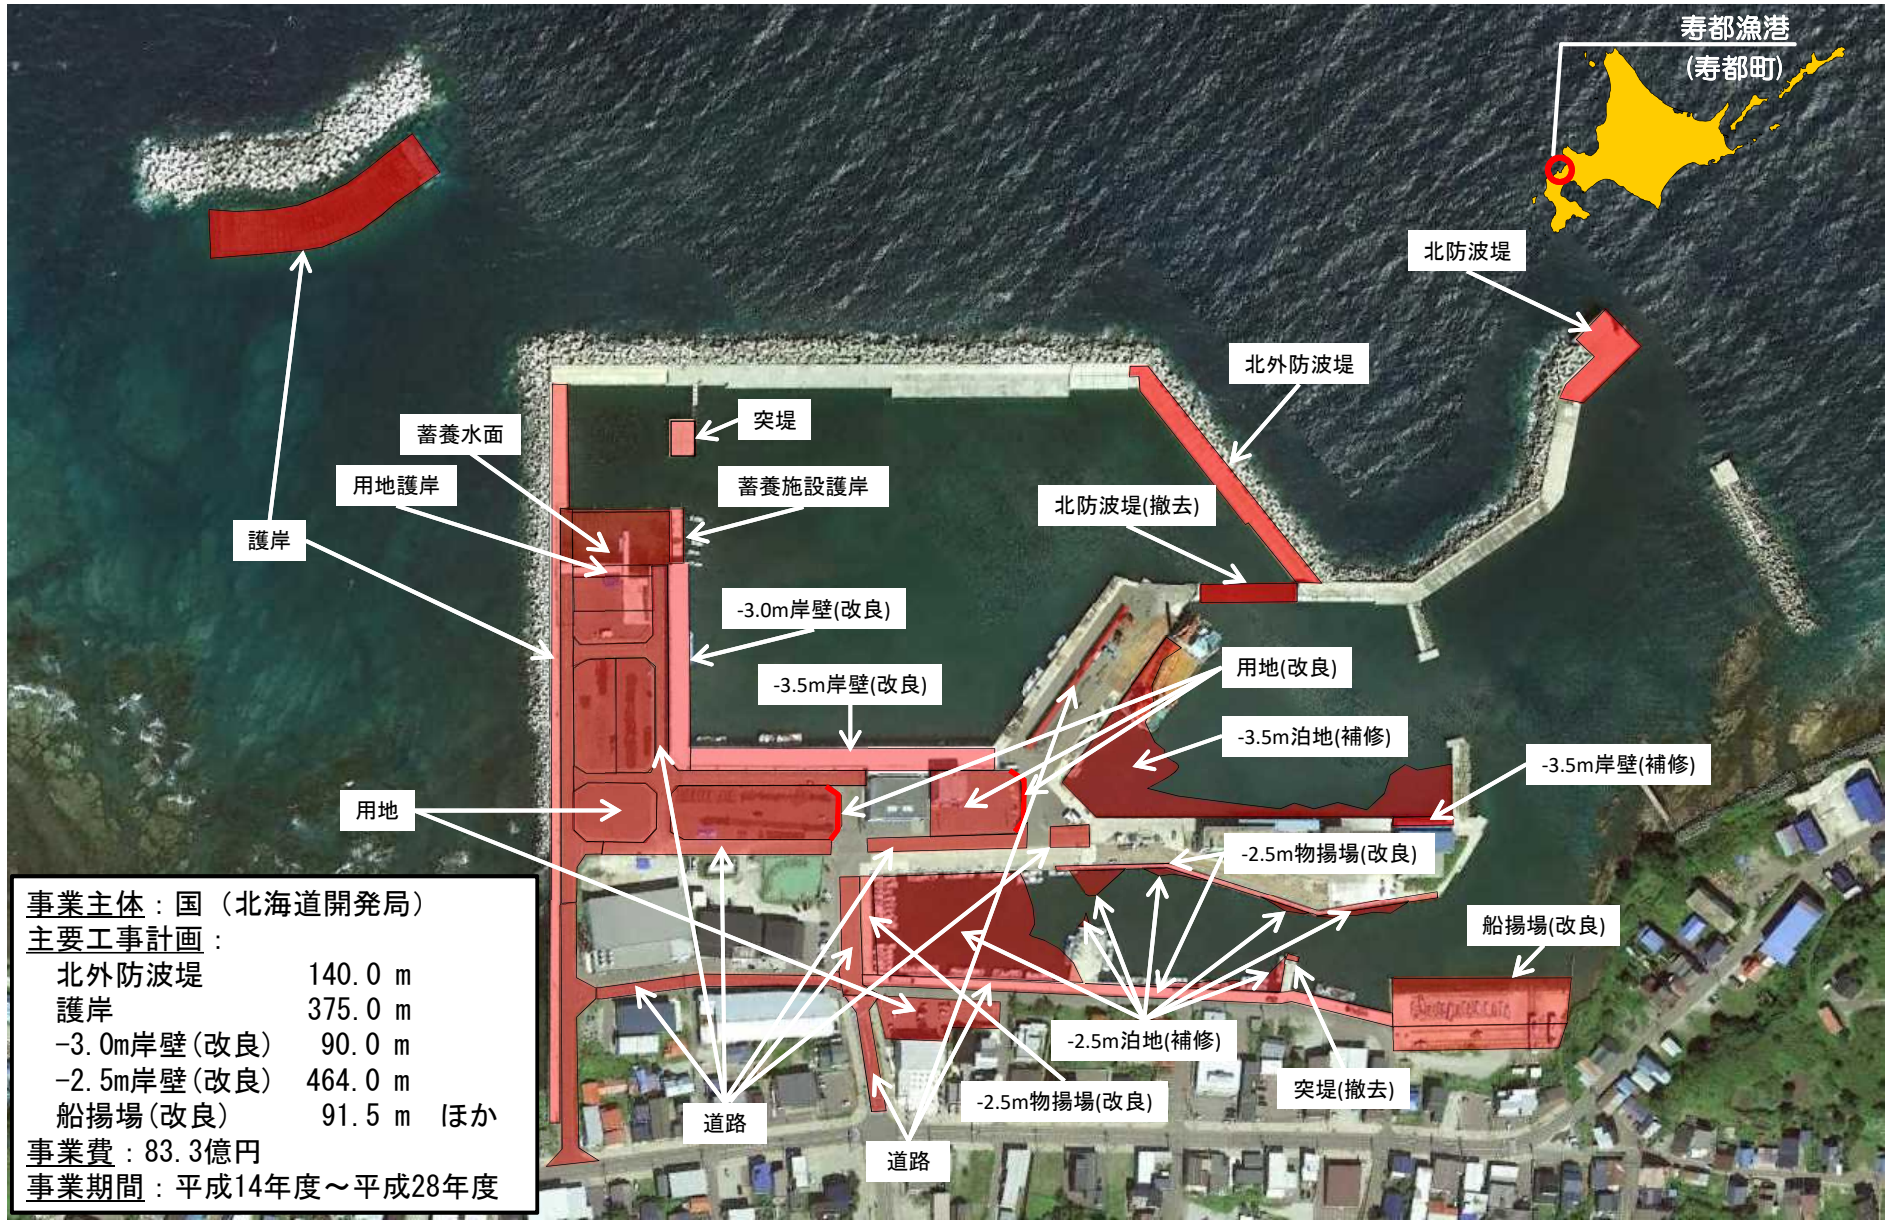 寿都漁港
(寿都町)
北防波堤
北外防波堤
突堤
蓄養水面
用地護岸
蓄養施設護岸
北防波堤(撤去)
護岸
-3.0m岸壁(改良)
-3.5m岸壁(改良)
用地(改良)
-3.5m泊地(補修)
-3.5m岸壁(補修)
用地
-2.5m物揚場(改良)
船揚場(改良)
-2.5m泊地(補修)
-2.5m物揚場(改良)
突堤(撤去)
道路
道路
事業主体：国（北海道開発局）
主要工事計画：
北外防波堤 140.0 m
護岸 375.0 m
-3.0m岸壁(改良) 90.0 m
-2.5m岸壁(改良) 464.0 m
船揚場(改良) 91.5 m ほか
事業費：83.3億円
事業期間：平成14年度～平成28年度